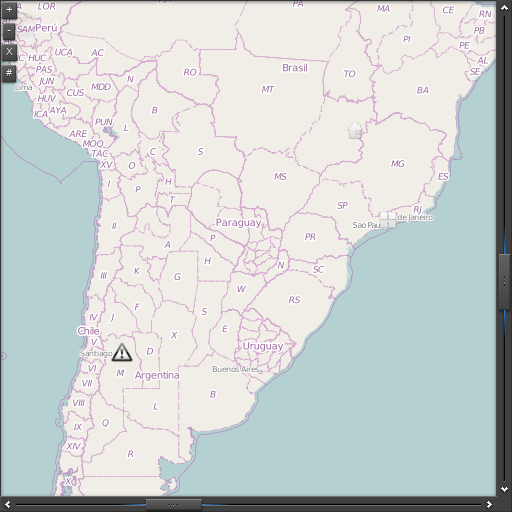 +
-
X
#
LOR
SAM
Perú
UCA
AC
HUC
PAS
JUN
CUS
MDD
N
Lima
HUV
AYA
ICA
ARE
PUN
MOQ
TAC
XV
L
B
PA
MA
CE
RN
PB
PI
PE
AL
SE
RO
Brasil
TO
MT
BA
MG
ES
O
C
S
MS
I
P
H
T
SP
RJ
Sao Pau
de Janeiro
II
Paraguay
A
P
PR
III
K
G
H
N
SC
W
RS
IV
J
F
S
E
Chile
V
X
Uruguay
Santiago
D
VI
M
Argentina
Buenos Aires
VII
VIII
L
B
IX
Q
XIV
R